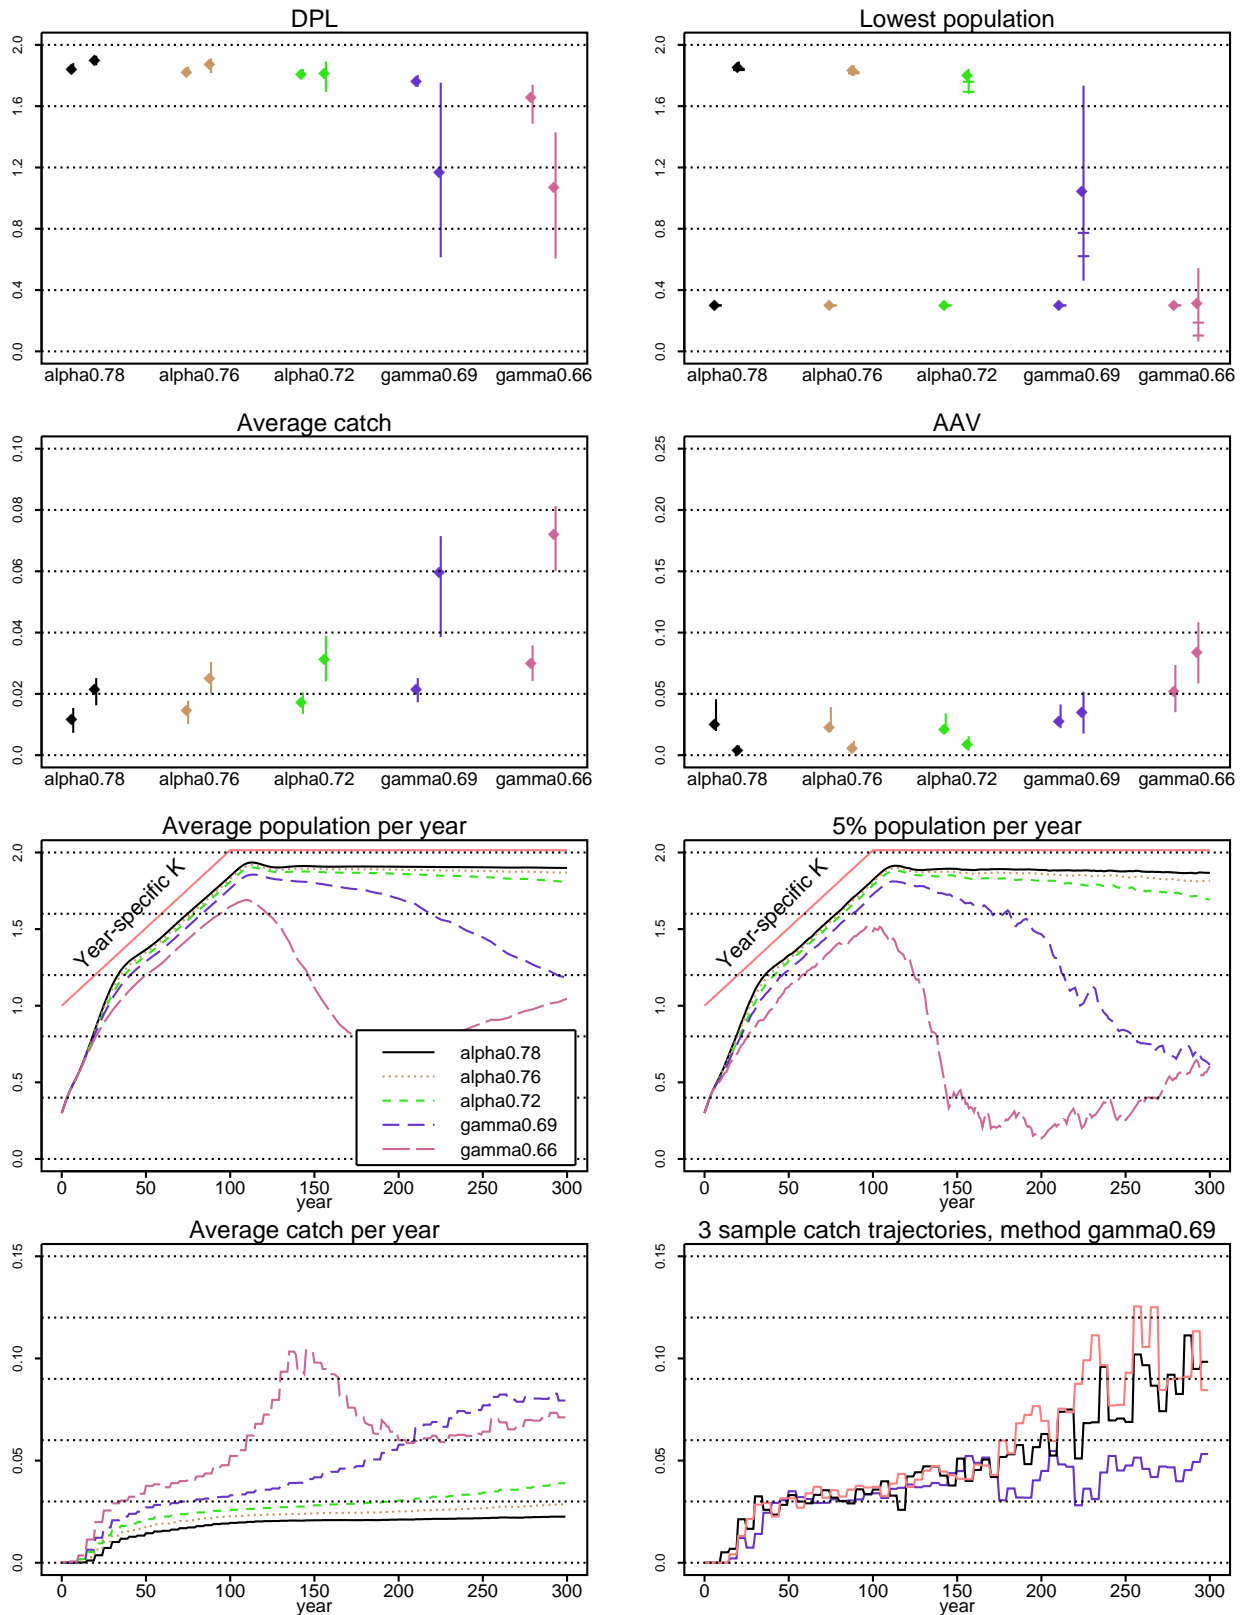 DPL
2.0
1.6
1.2
0.8
0.4
0.0
alpha0.78 alpha0.76 alpha0.72 gamma0.69 gamma0.66
Lowest population
2.0
1.6
1.2
0.8
0.4
0.0
alpha0.78 alpha0.76 alpha0.72 gamma0.69 gamma0.66
Average catch
0.10
0.08
0.06
0.04
0.02
0.0
alpha0.78 alpha0.76 alpha0.72 gamma0.69 gamma0.66
AAV
0.25
0.20
0.15
0.10
0.05
0.0
alpha0.78 alpha0.76 alpha0.72 gamma0.69 gamma0.66
Average population per year
2.0
1.5
1.0
0.5
0.0
Year-specific K
alpha0.78
alpha0.76
alpha0.72
gamma0.69
gamma0.66
0 50 100 150 200 250 300
year
5% population per year
2.0
1.5
1.0
0.5
0.0
Year-specific K
0 50 100 150 200 250 300
year
Average catch per year
0.15
0.10
0.05
0.0
0 50 100 150 200 250 300
year
3 sample catch trajectories, method gamma0.69
0.15
0.10
0.05
0.0
0 50 100 150 200 250 300
year